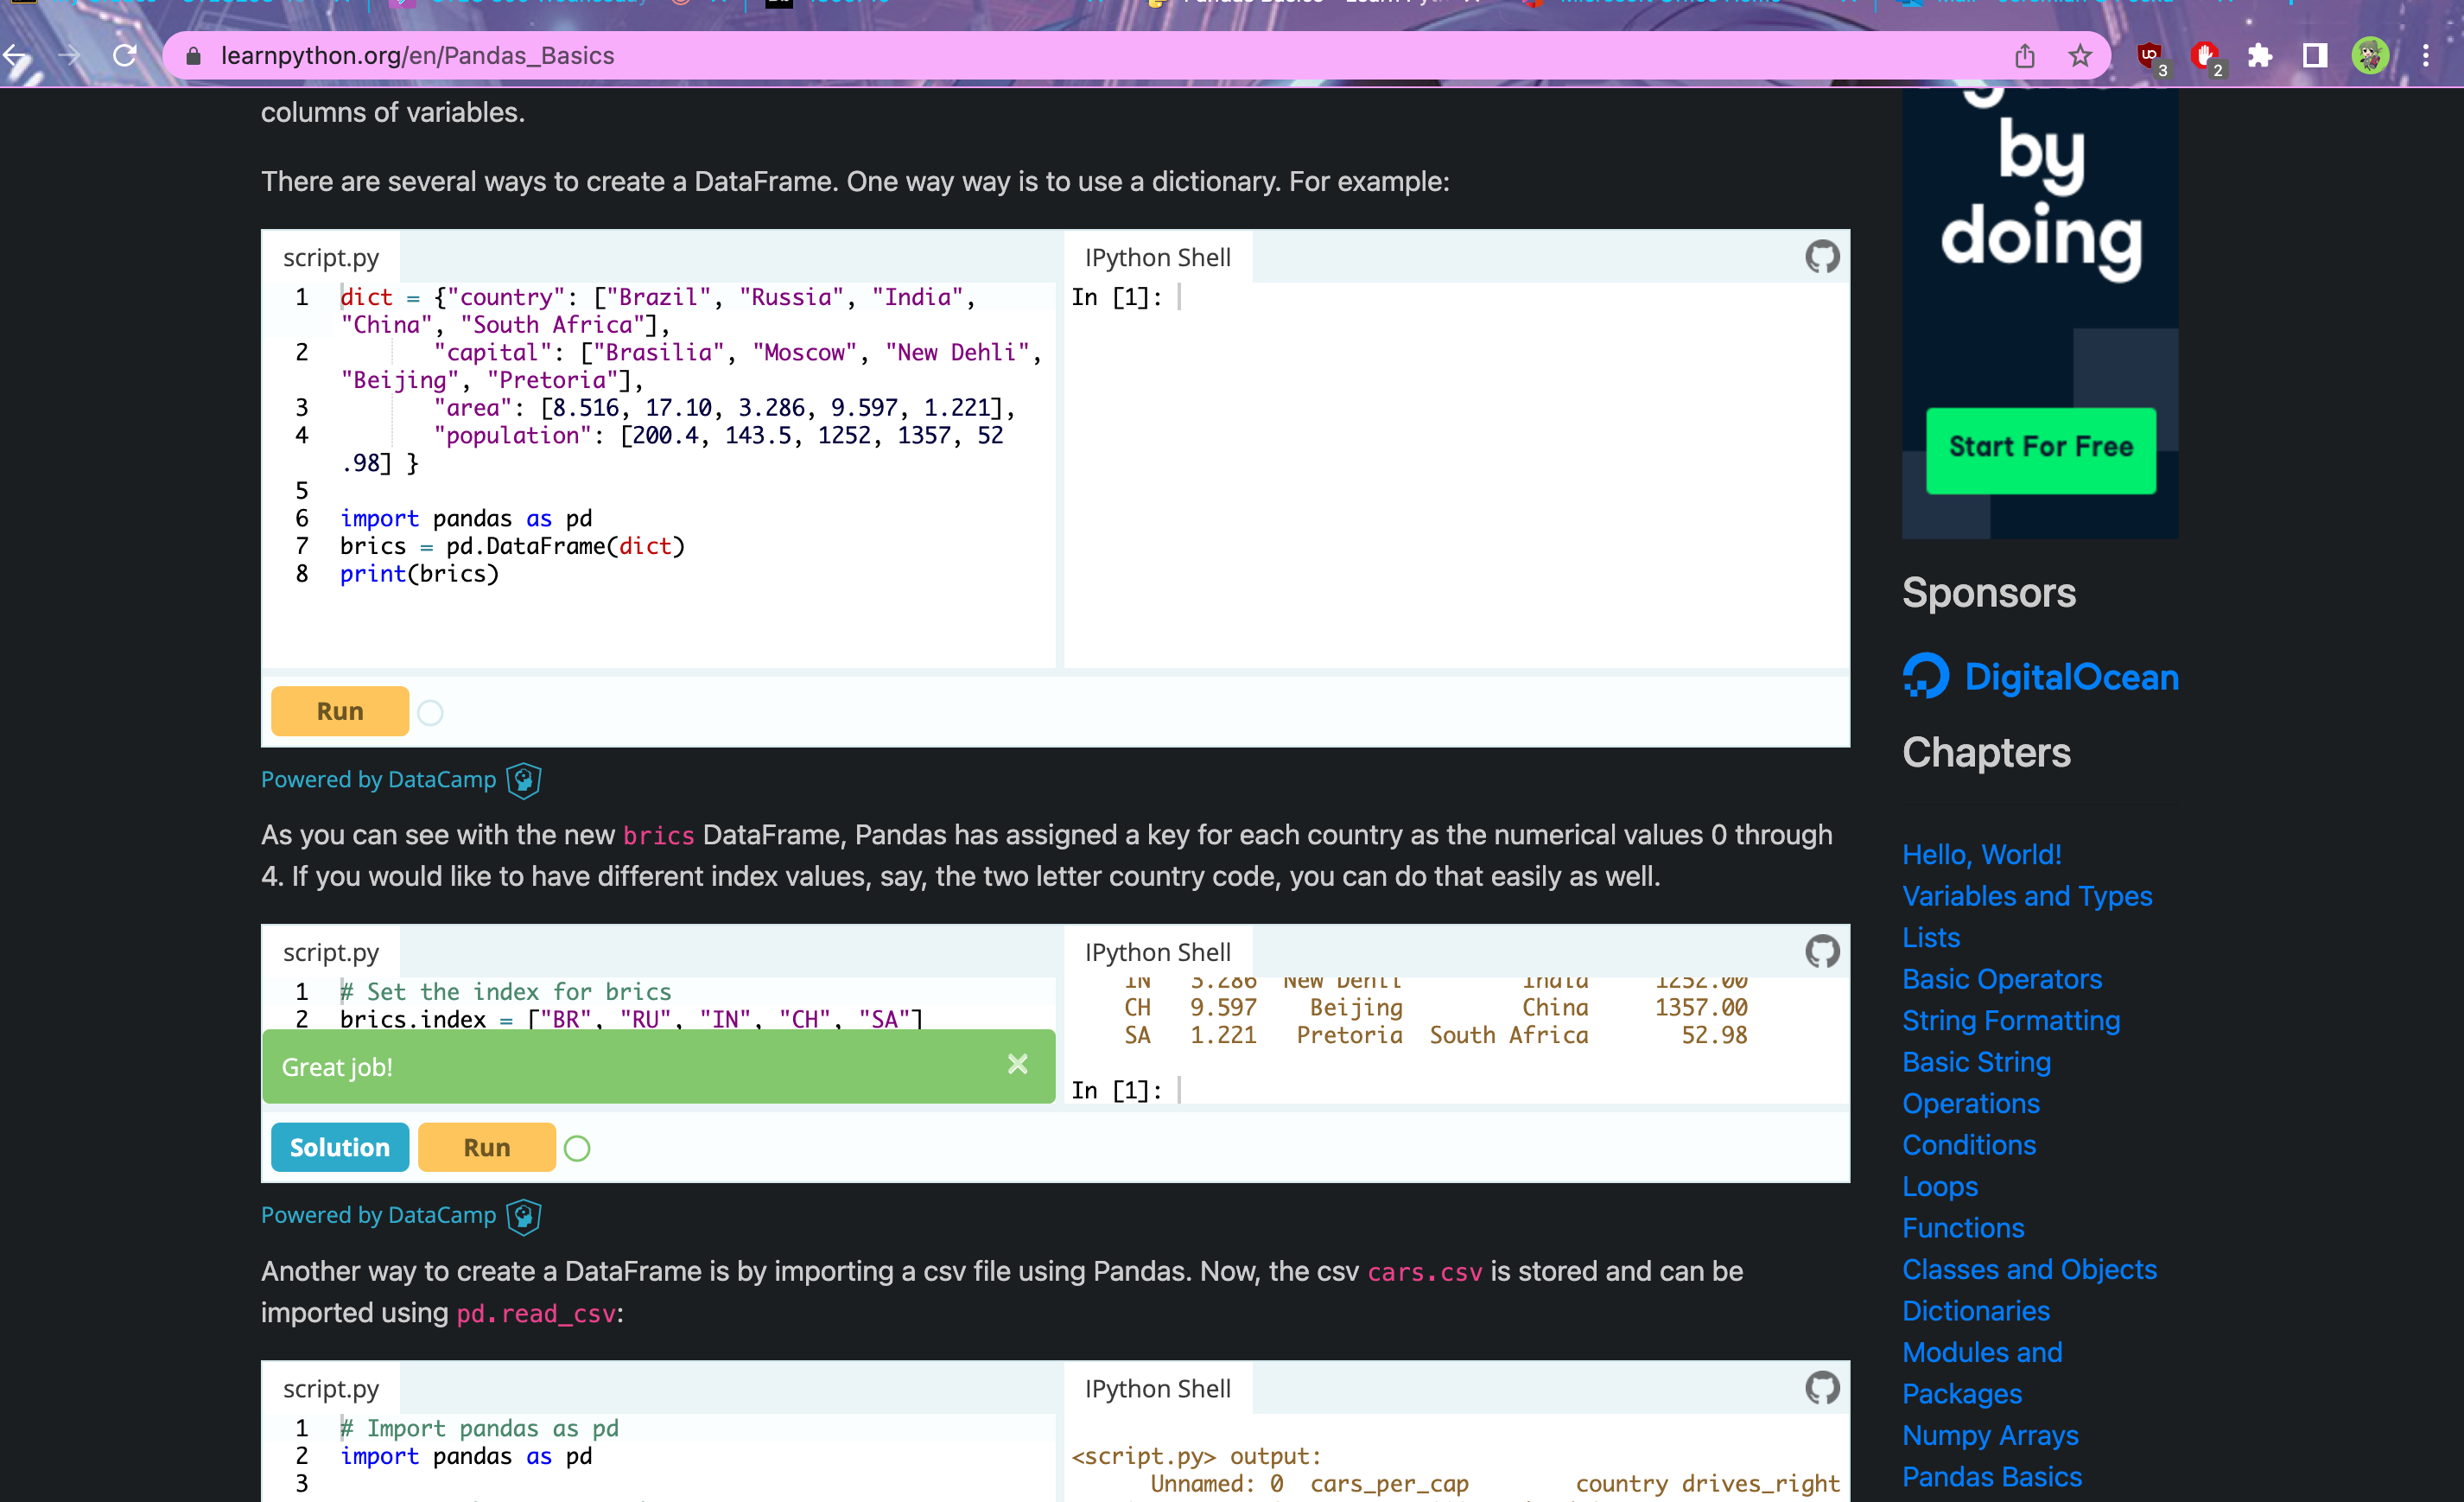 learnpython.org/en/Pandas_Basics
3
2
columns of variables.
There are several ways to create a DataFrame. One way way is to use a dictionary. For example:
script.py
1 dict = {"country": ["Brazil", "Russia", "India",
"China", "South Africa"],
2 "capital": ["Brasilia", "Moscow", "New Dehli",
"Beijing", "Pretoria"],
3 "area": [8.516, 17.10, 3.286, 9.597, 1.221],
4 "population": [200.4, 143.5, 1252, 1357, 52
.98] }
5
6 import pandas as pd
7 brics = pd.DataFrame(dict)
8 print(brics)
IPython Shell
In [1]:
Run
Powered by DataCamp
As you can see with the new brics DataFrame, Pandas has assigned a key for each country as the numerical values 0 through
4. If you would like to have different index values, say, the two letter country code, you can do that easily as well.
script.py
1 # Set the index for brics
2 brics.index = ["BR", "RU", "IN", "CH", "SA"]
Great job!
IPython Shell
IN 3.286 New Dehli India 1252.00
CH 9.597 Beijing China 1357.00
SA 1.221 Pretoria South Africa 52.98
In [1]:
Solution
Run
Powered by DataCamp
Another way to create a DataFrame is by importing a csv file using Pandas. Now, the csv cars.csv is stored and can be
imported using pd.read_csv:
script.py
1 # Import pandas as pd
2 import pandas as pd
3
IPython Shell
<script.py> output:
Unnamed: 0 cars_per_cap country drives_right
by
doing
Start For Free
Sponsors
DigitalOcean
Chapters
Hello, World!
Variables and Types
Lists
Basic Operators
String Formatting
Basic String
Operations
Conditions
Loops
Functions
Classes and Objects
Dictionaries
Modules and
Packages
Numpy Arrays
Pandas Basics